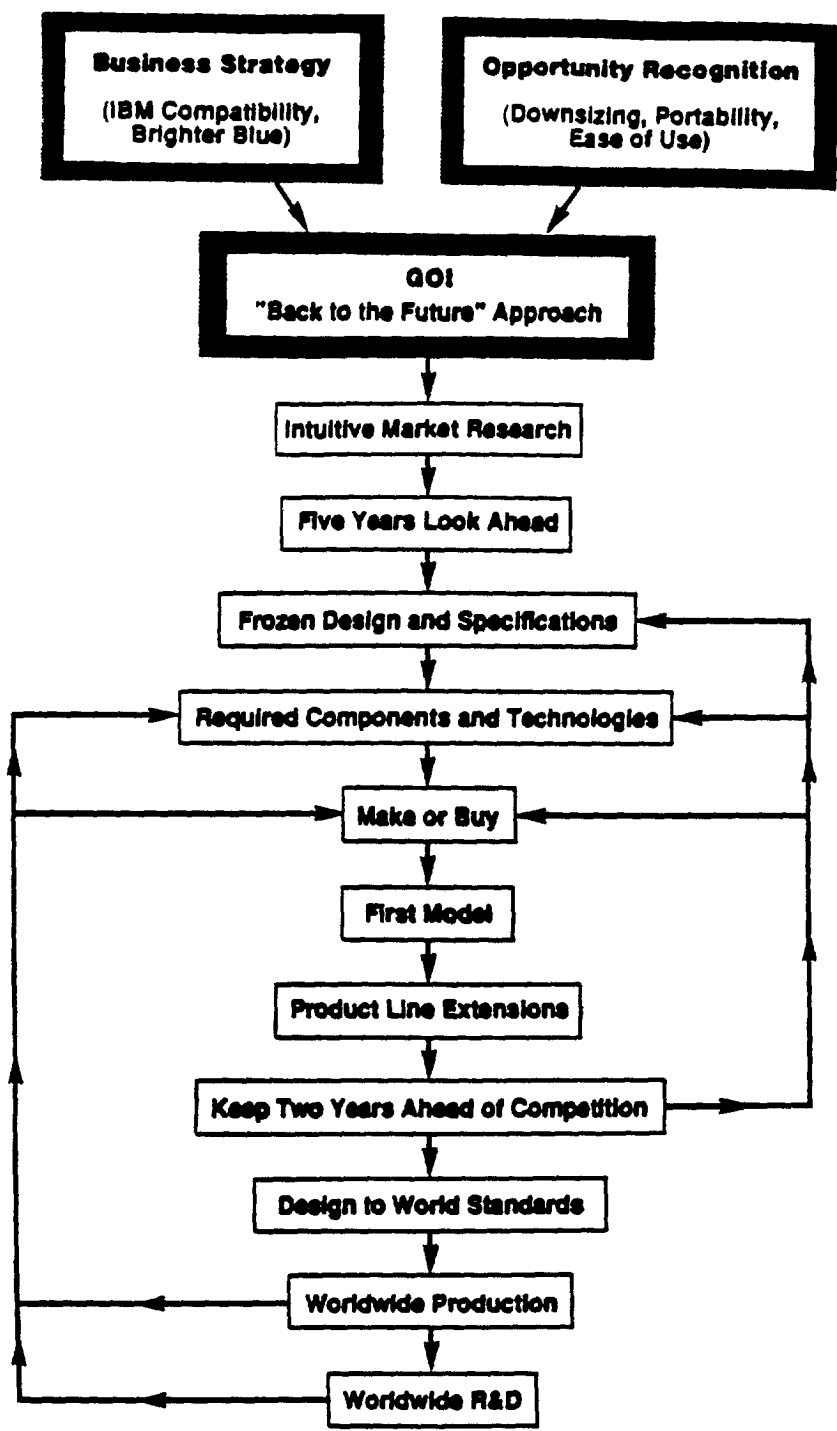 Business Strategy
(IBM Compatibility,
Brighter Blue)
Opportunity Recognition
(Downsizing, Portability,
Ease of Use)
GO!
"Back to the Future" Approach
Intuitive Market Research
Five Years Look Ahead
Frozen Design and Specifications
Required Components and Technologies
Make or Buy
First Model
Product Line Extensions
Keep Two Years Ahead of Competition
Design to World Standards
Worldwide Production
Worldwide R&D